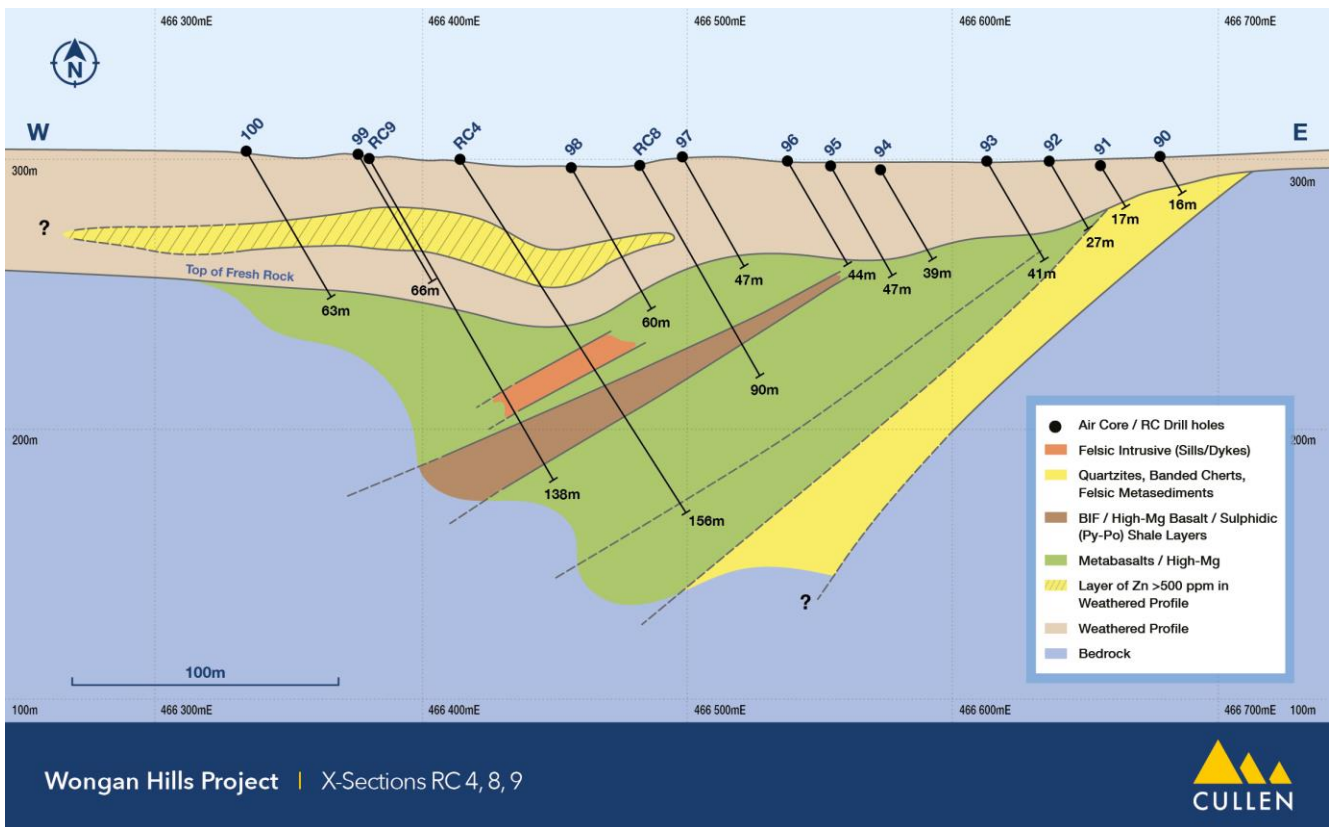 466 300mE
466 400mE
466 500mE
466 600mE
466 700mE
N
W
E
100
99
RC9
RC4
98
RC8
97
96
95
94
93
92
91
90
300m
300m
?
Top of Fresh Rock
63m
66m
138m
156m
60m
90m
47m
44m
47m
39m
41m
27m
17m
16m
200m
200m
?
100m
Air Core / RC Drill holes
Felsic Intrusive (Sills/Dykes)
Quartzites, Banded Cherts,
Felsic Metasediments
BIF / High-Mg Basalt / Sulphidic
(Py-Po) Shale Layers
Metabasalts / High-Mg
Layer of Zn >500 ppm in
Weathered Profile
Weathered Profile
Bedrock
100m
466 300mE
466 400mE
466 500mE
466 600mE
466 700mE
100m
Wongan Hills Project | X-Sections RC 4, 8, 9
CULLEN